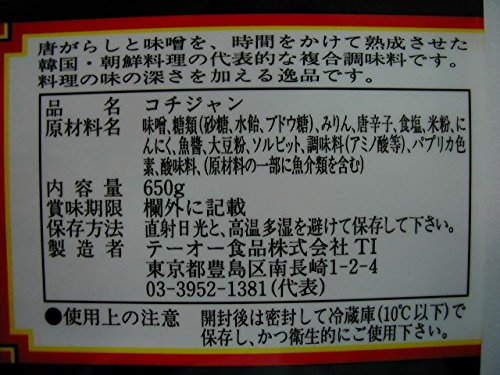 唐がらしと味噌を、時間をかけて熟成させた
韓国・朝鮮料理の代表的な複合調味料です。
料理の味の深さを加える逸品です。
品名 コチジャン
原材料名 味噌、糖類(砂糖、水飴、ブドウ糖)、みりん、唐辛子、食塩、米粉、に
んにく、魚醬、大豆粉、ソルビット、調味料(アミノ酸等)、パプリカ色
素、酸味料、(原材料の一部に魚介類を含む)
内容量 650g
賞味期限 欄外に記載
保存方法 直射日光と、高温多湿を避けて保存して下さい。
製造者 テーオー食品株式会社 TI
東京都豊島区南長崎1-2-4
03-3952-1381(代表)
●使用上の注意 開封後は密封して冷蔵庫(10℃以下)で
保存し、かつ衛生的にご使用下さい。